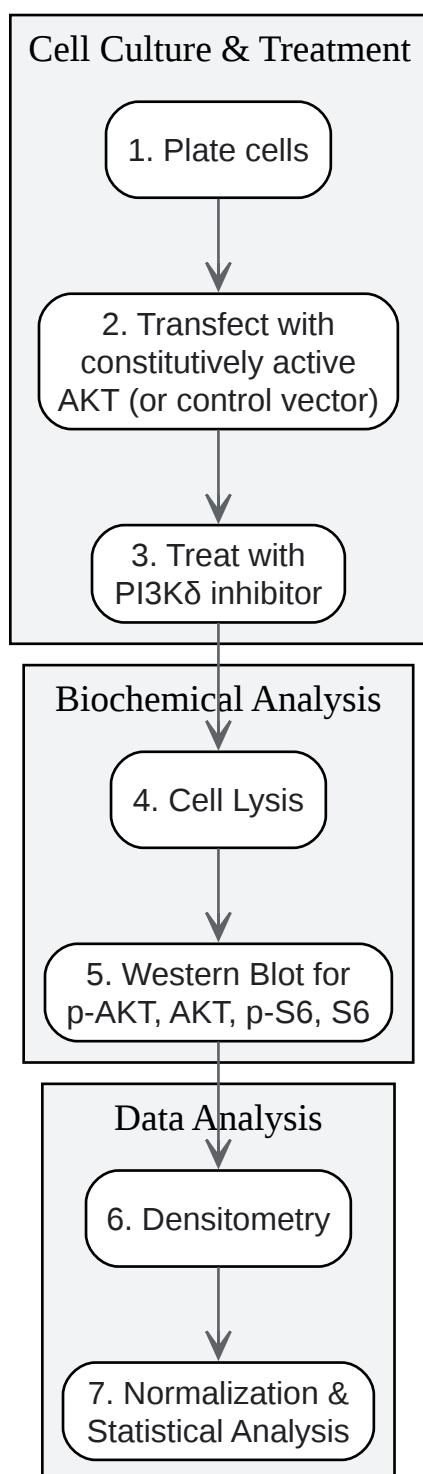 Cell Culture & Treatment
1. Plate cells
2. Transfect with
constitutively active
AKT (or control vector)
3. Treat with
PI3Kδ inhibitor
Biochemical Analysis
4. Cell Lysis
5. Western Blot for
p-AKT, AKT, p-S6, S6
Data Analysis
6. Densitometry
7. Normalization &
Statistical Analysis